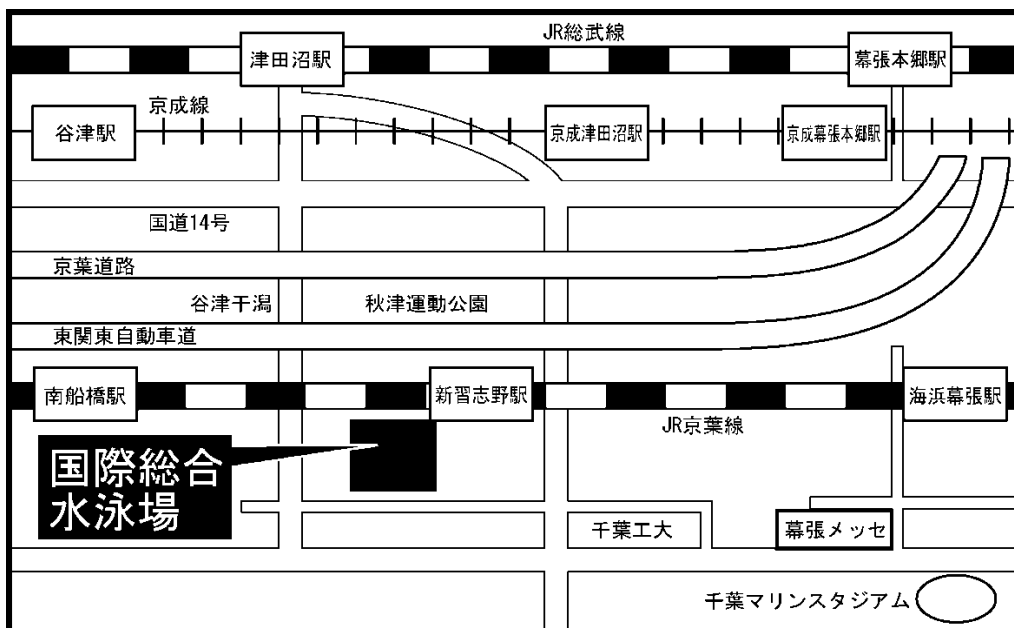 JR総武線
津田沼駅
幕張本郷駅
京成線
谷津駅
京成津田沼駅
京成幕張本郷駅
国道14号
京葉道路
谷津干潟
秋津運動公園
東関東自動車道
南船橋駅
新習志野駅
海浜幕張駅
JR京葉線
国際総合
水泳場
千葉工大
幕張メッセ
千葉マリンスタジアム